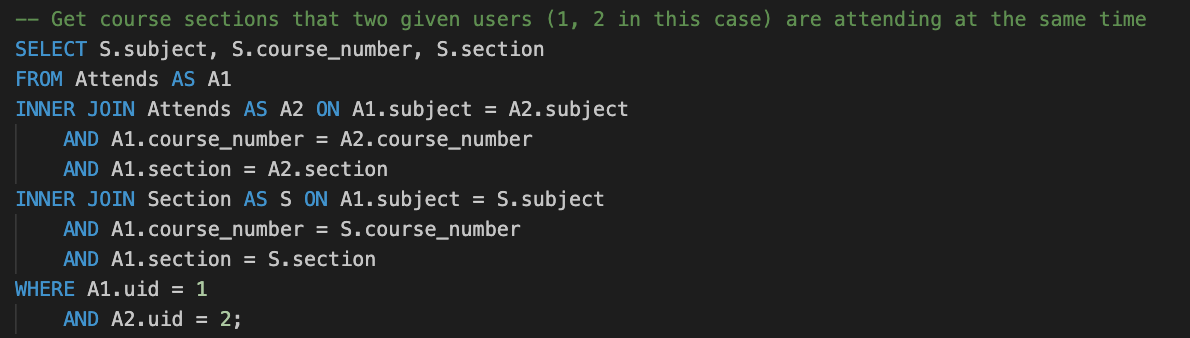 -- Get course sections that two given users (1, 2 in this case) are attending at the same time
SELECT S.subject, S.course_number, S.section
FROM Attends AS A1
INNER JOIN Attends AS A2 ON A1.subject = A2.subject
    AND A1.course_number = A2.course_number
    AND A1.section = A2.section
INNER JOIN Section AS S ON A1.subject = S.subject
    AND A1.course_number = S.course_number
    AND A1.section = S.section
WHERE A1.uid = 1
    AND A2.uid = 2;